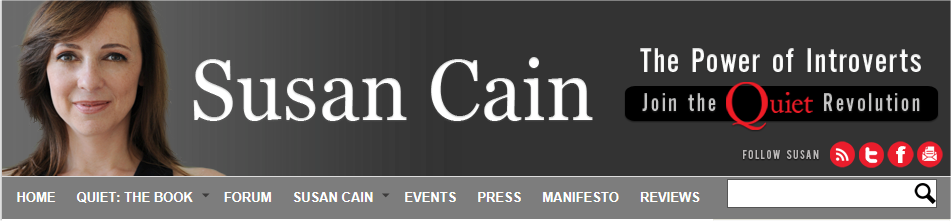 Susan Cain
The Power of Introverts
Join the Quiet Revolution
FOLLOW SUSAN
HOME QUIET: THE BOOK FORUM SUSAN CAIN EVENTS PRESS MANIFESTO REVIEWS